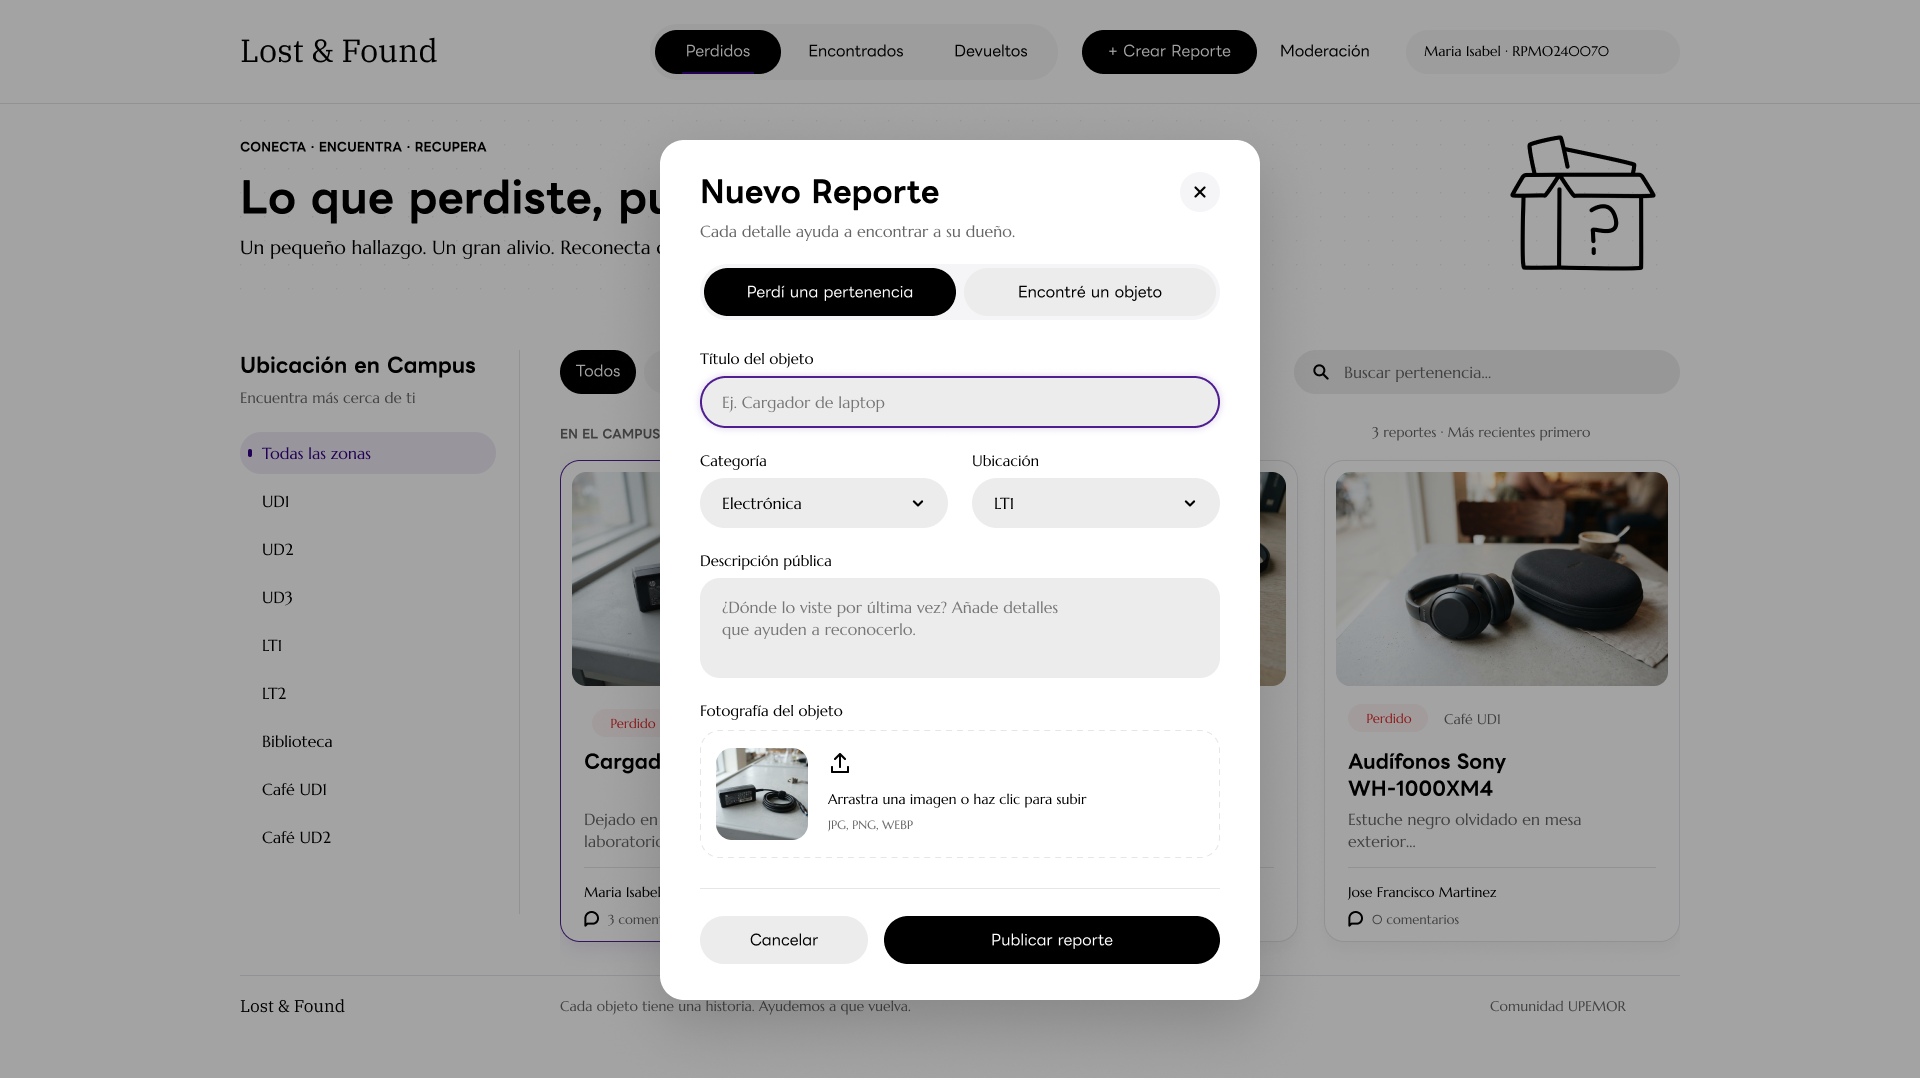 Lost & Found
Perdidos
Encontrados
Devueltos
+ Crear Reporte
Moderación
Maria Isabel · RPMO240070
CONECTA · ENCUENTRA · RECUPERA
Lo que perdiste,
Un pequeño hallazgo. Un gran alivio. Reconecta
Ubicación en Campus
Encuentra más cerca de ti
Todas las zonas
UD1
UD2
UD3
LT1
LT2
Biblioteca
Café UD1
Café UD2
Todos
Buscar pertenencia...
EN EL CAMPUS
3 reportes · Más recientes primero
Nuevo Reporte
Cada detalle ayuda a encontrar a su dueño.
Perdí una pertenencia
Encontré un objeto
Título del objeto
Ej. Cargador de laptop
Categoría
Ubicación
Electrónica
LT1
Descripción pública
¿Dónde lo viste por última vez? Añade detalles
que ayuden a reconocerlo.
Fotografía del objeto
Arrastra una imagen o haz clic para subir
JPG, PNG, WEBP
Cancelar
Publicar reporte
Perdido
Dejado en
Maria Isabel
3
Perdido
Café UD1
Audífonos Sony
WH-1000XM4
Estuche negro olvidado en mesa
exterior...
Jose Francisco Martinez
0 comentarios
Lost & Found
Cada objeto tiene una historia. Ayudemos a que vuelva.
Comunidad UPEMOR